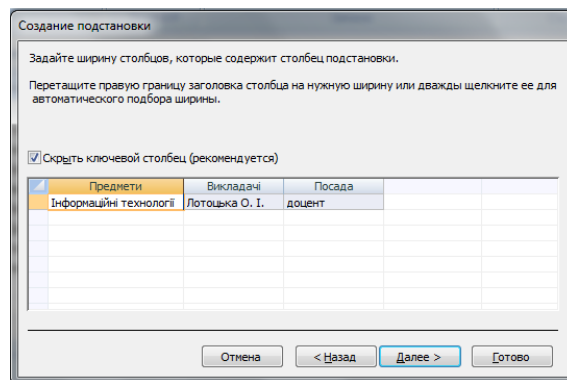 Создание подстановки
Задайте ширину столбцов, которые содержит столбец подстановки.
Перетащите правую границу заголовка столбца на нужную ширину или дважды щелкните ее для
автоматического подбора ширины.
Скрыть ключевой столбец (рекомендуется)
Предмети Викладачі Посада
Інформаційні технології Лотоцька О. І. доцент
Отмена < Назад Далее > Готово